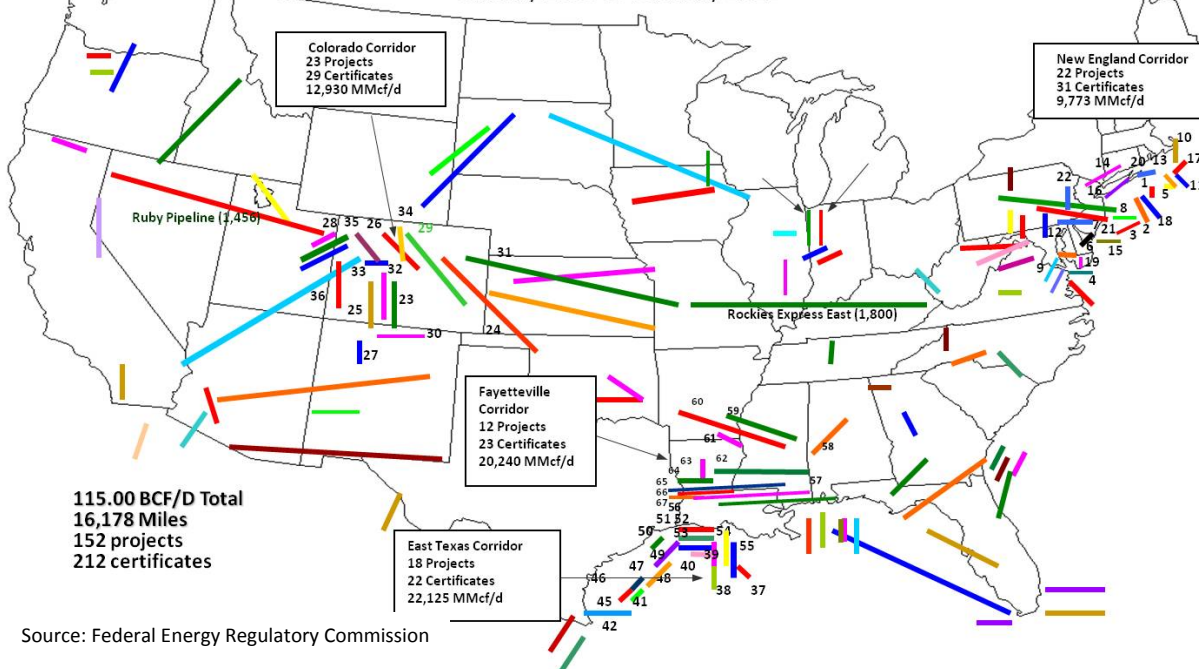 Colorado Corridor
23 Projects
29 Certificates
12,930 MMcf/d
New England Corridor
22 Projects
31 Certificates
9,773 MMcf/d
10
14
20
13
17
22
16
1
5
8
18
12
21
2
3
6
15
9
19
4
34
28
35
26
29
Ruby Pipeline (1,456)
31
33
32
36
25
23
30
24
27
Rockies Express East (1,800)
Fayetteville
Corridor
12 Projects
23 Certificates
20,240 MMcf/d
60
59
61
58
63
62
64
65
57
66
67
56
115.00 BCF/D Total
16,178 Miles
152 projects
212 certificates
East Texas Corridor
18 Projects
22 Certificates
22,125 MMcf/d
51
52
50
53
54
49
40
39
55
47
48
46
38
37
45
41
42
Source: Federal Energy Regulatory Commission